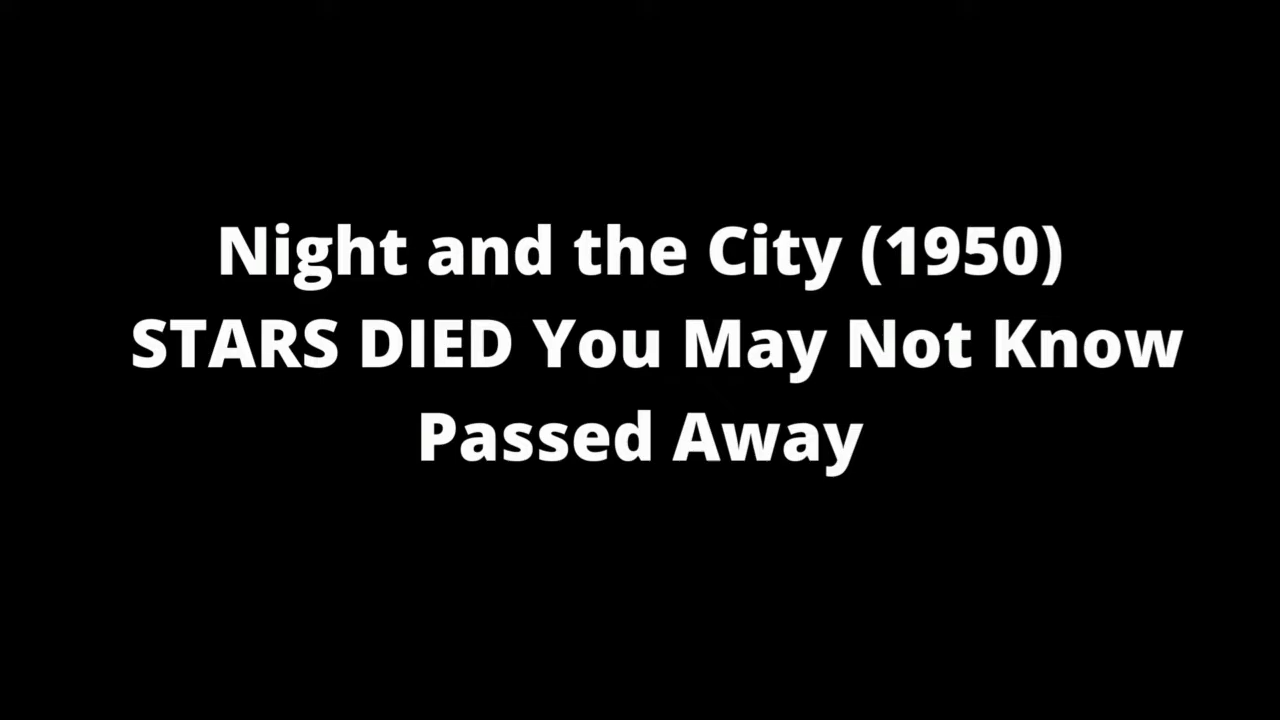 Night and the City (1950)
STARS DIED You May Not Know
Passed Away